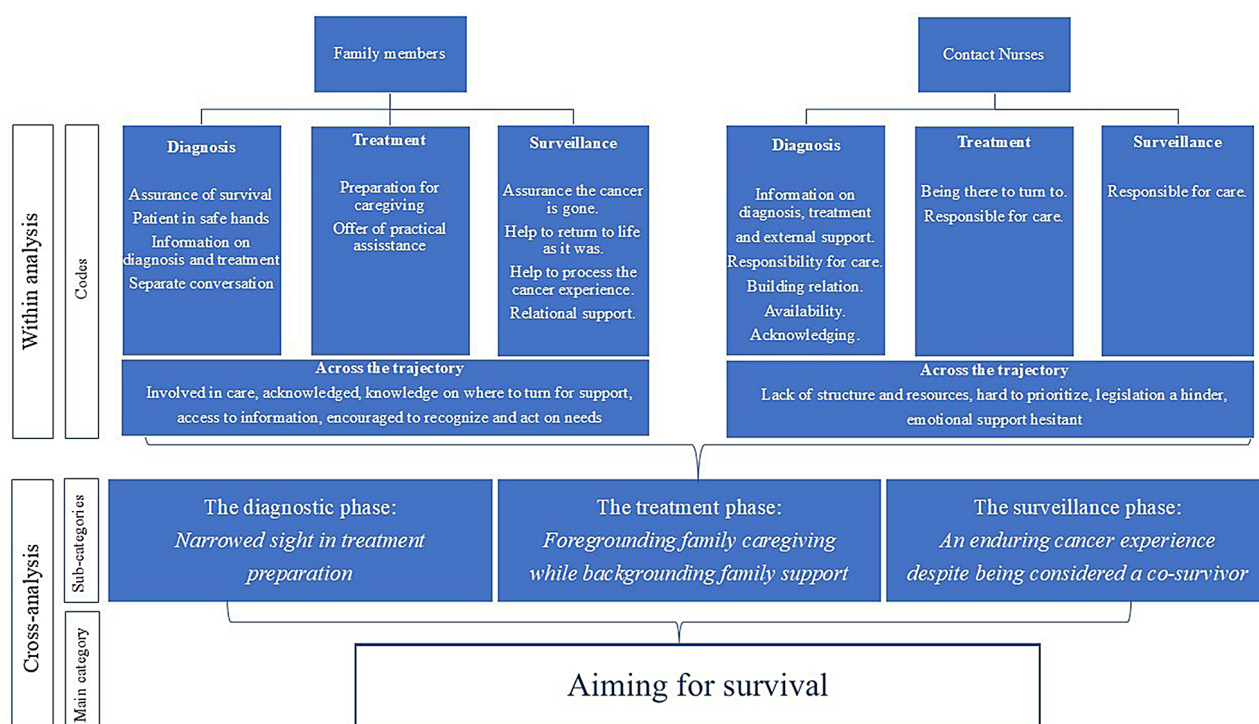 Family members
Contact Nurses
Within analysis
Codes
Diagnosis
Assurance of survival
Patient in safe hands
Information on
diagnosis and treatment
Separate conversation
Treatment
Preparation for
caregiving
Offer of practical
assisstance
Surveillance
Assurance the cancer
is gone.
Help to return to life
as it was.
Help to process the
cancer experience.
Relational support.
Across the trajectory
Involved in care, acknowledged, knowledge on where to turn for support,
access to information, encouraged to recognize and act on needs
Diagnosis
Information on
diagnosis, treatment
and external support.
Responsibility for care.
Building relation.
Availability.
Acknowledging.
Treatment
Being there to turn to.
Responsible for care.
Surveillance
Responsible for care.
Across the trajectory
Lack of structure and resources, hard to prioritize, legislation a hinder,
emotional support hesitant
Cross-analysis
Sub-categories
The diagnostic phase:
Narrowed sight in treatment
preparation
The treatment phase:
Foregrounding family caregiving
while backgrounding family support
The surveillance phase:
An enduring cancer experience
despite being considered a co-survivor
Main category
Aiming for survival